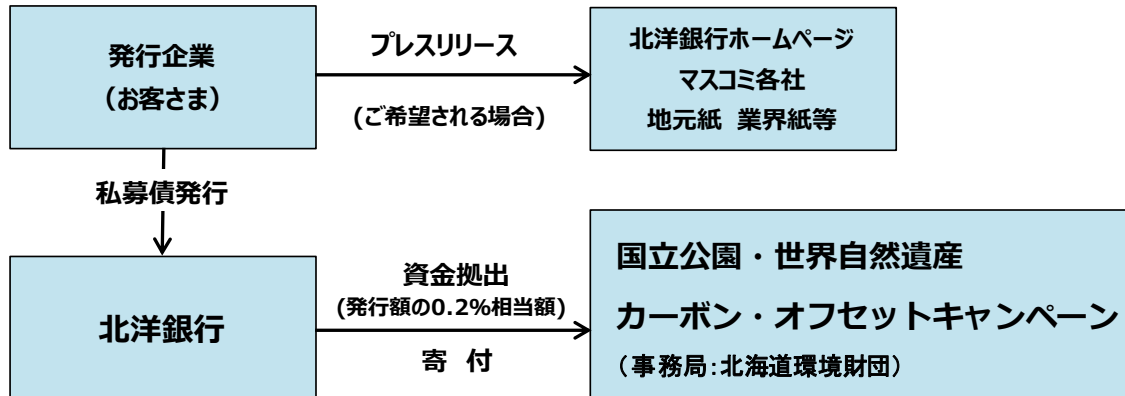 発行企業
（お客さま）
プレスリリース
(ご希望される場合)
北洋銀行ホームページ
マスコミ各社
地元紙 業界紙等
私募債発行
北洋銀行
資金拠出
(発行額の0.2%相当額)
寄 付
国立公園・世界自然遺産
カーボン・オフセットキャンペーン
（事務局：北海道環境財団）